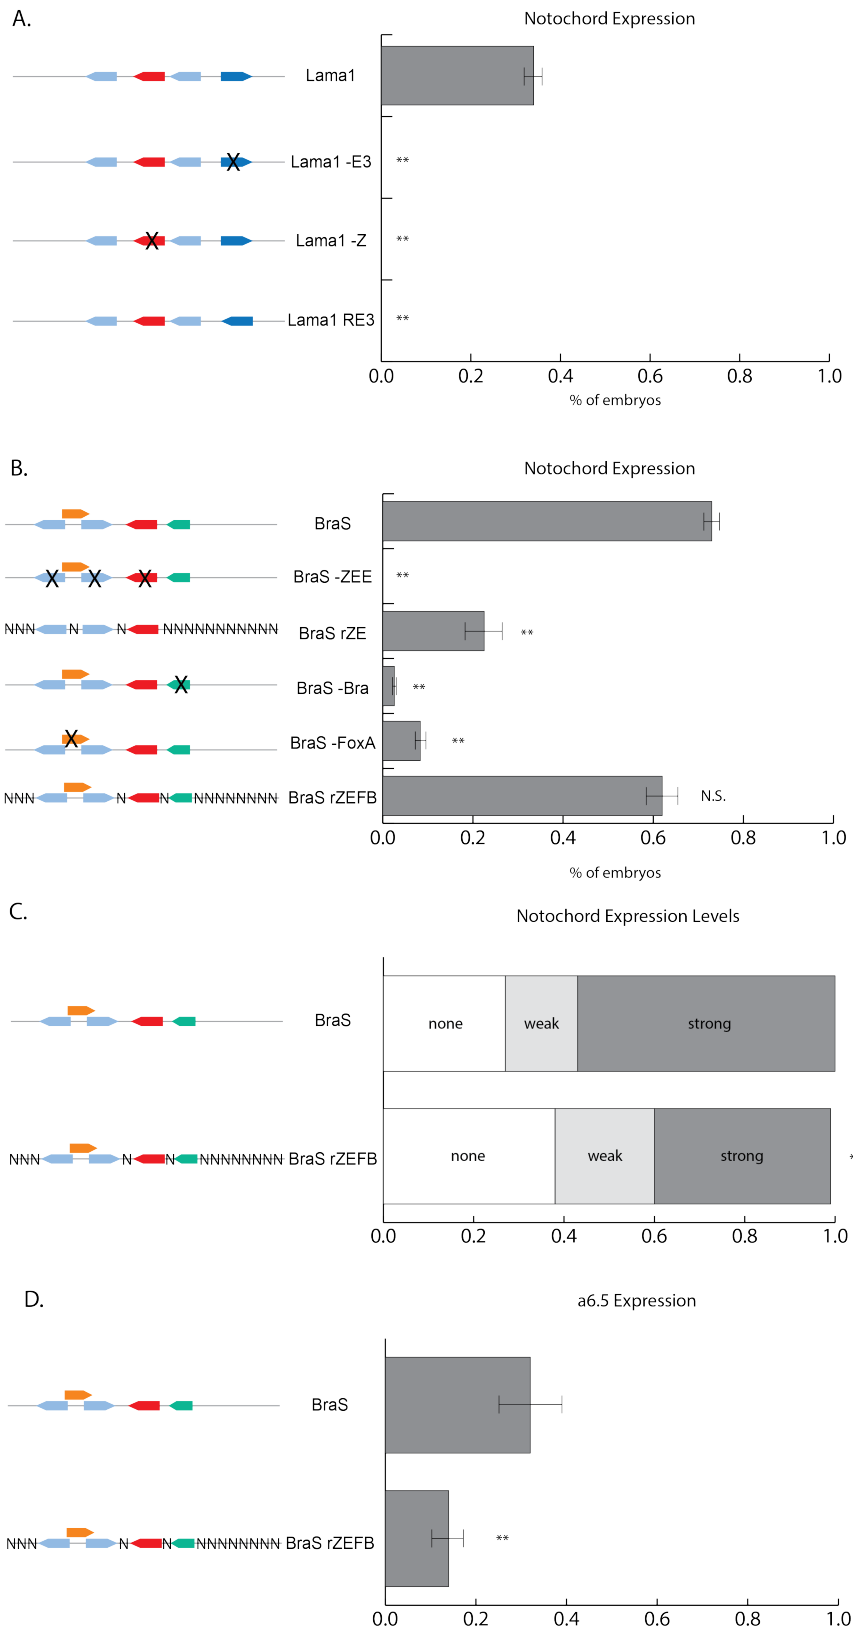 A.
Notochord Expression
Lama1
X
Lama1 -E3
**
X
Lama1 -Z
**
Lama1 RE3
**
0.0 0.2 0.4 0.6 0.8 1.0
% of embryos
B.
Notochord Expression
BraS
X X X
BraS -ZEE
**
NNN N N NNNNNNNNNNN
BraS rZE
**
X
BraS -Bra
**
X
BraS -FoxA
**
NNN N N NNNNNNNN
BraS rZEFB
N.S.
0.0 0.2 0.4 0.6 0.8 1.0
% of embryos
C.
Notochord Expression Levels
BraS
none weak strong
NNN N N NNNNNNNN
BraS rZEFB
none weak strong
*
0.0 0.2 0.4 0.6 0.8 1.0
D.
a6.5 Expression
BraS
NNN N N NNNNNNNN
BraS rZEFB
**
0.0 0.2 0.4 0.6 0.8 1.0